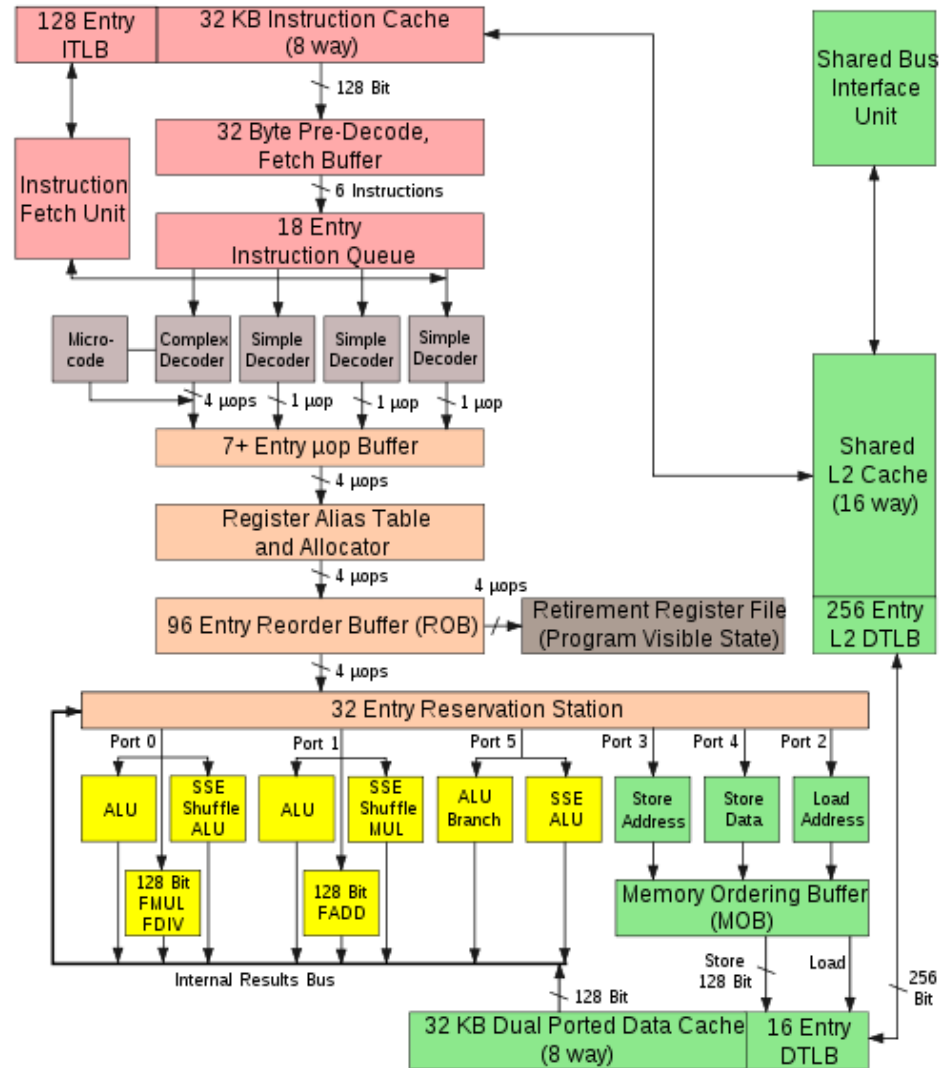 128 Entry
ITLB
32 KB Instruction Cache
(8 way)
Shared Bus
Interface
Unit
128 Bit
32 Byte Pre-Decode,
Fetch Buffer
Instruction
Fetch Unit
6 Instructions
18 Entry
Instruction Queue
Micro-
code
Complex
Decoder
Simple
Decoder
Simple
Decoder
Simple
Decoder
4 µops
1 µop
1 µop
1 µop
7+ Entry µop Buffer
Shared
L2 Cache
(16 way)
4 µops
Register Alias Table
and Allocator
4 µops
4 µops
96 Entry Reorder Buffer (ROB)
Retirement Register File
(Program Visible State)
256 Entry
L2 DTLB
4 µops
32 Entry Reservation Station
Port 0
Port 1
Port 5
Port 3
Port 4
Port 2
ALU
SSE
Shuffle
ALU
ALU
SSE
Shuffle
MUL
ALU
Branch
SSE
ALU
Store
Address
Store
Data
Load
Address
128 Bit
FMUL
FDIV
128 Bit
FADD
Memory Ordering Buffer
(MOB)
Internal Results Bus
Store
128 Bit
Load
128 Bit
256
Bit
32 KB Dual Ported Data Cache
(8 way)
16 Entry
DTLB